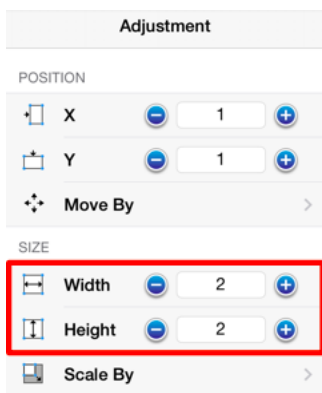 Adjustment
POSITION
X 1
Y 1
Move By
SIZE
Width 2
Height 2
Scale By